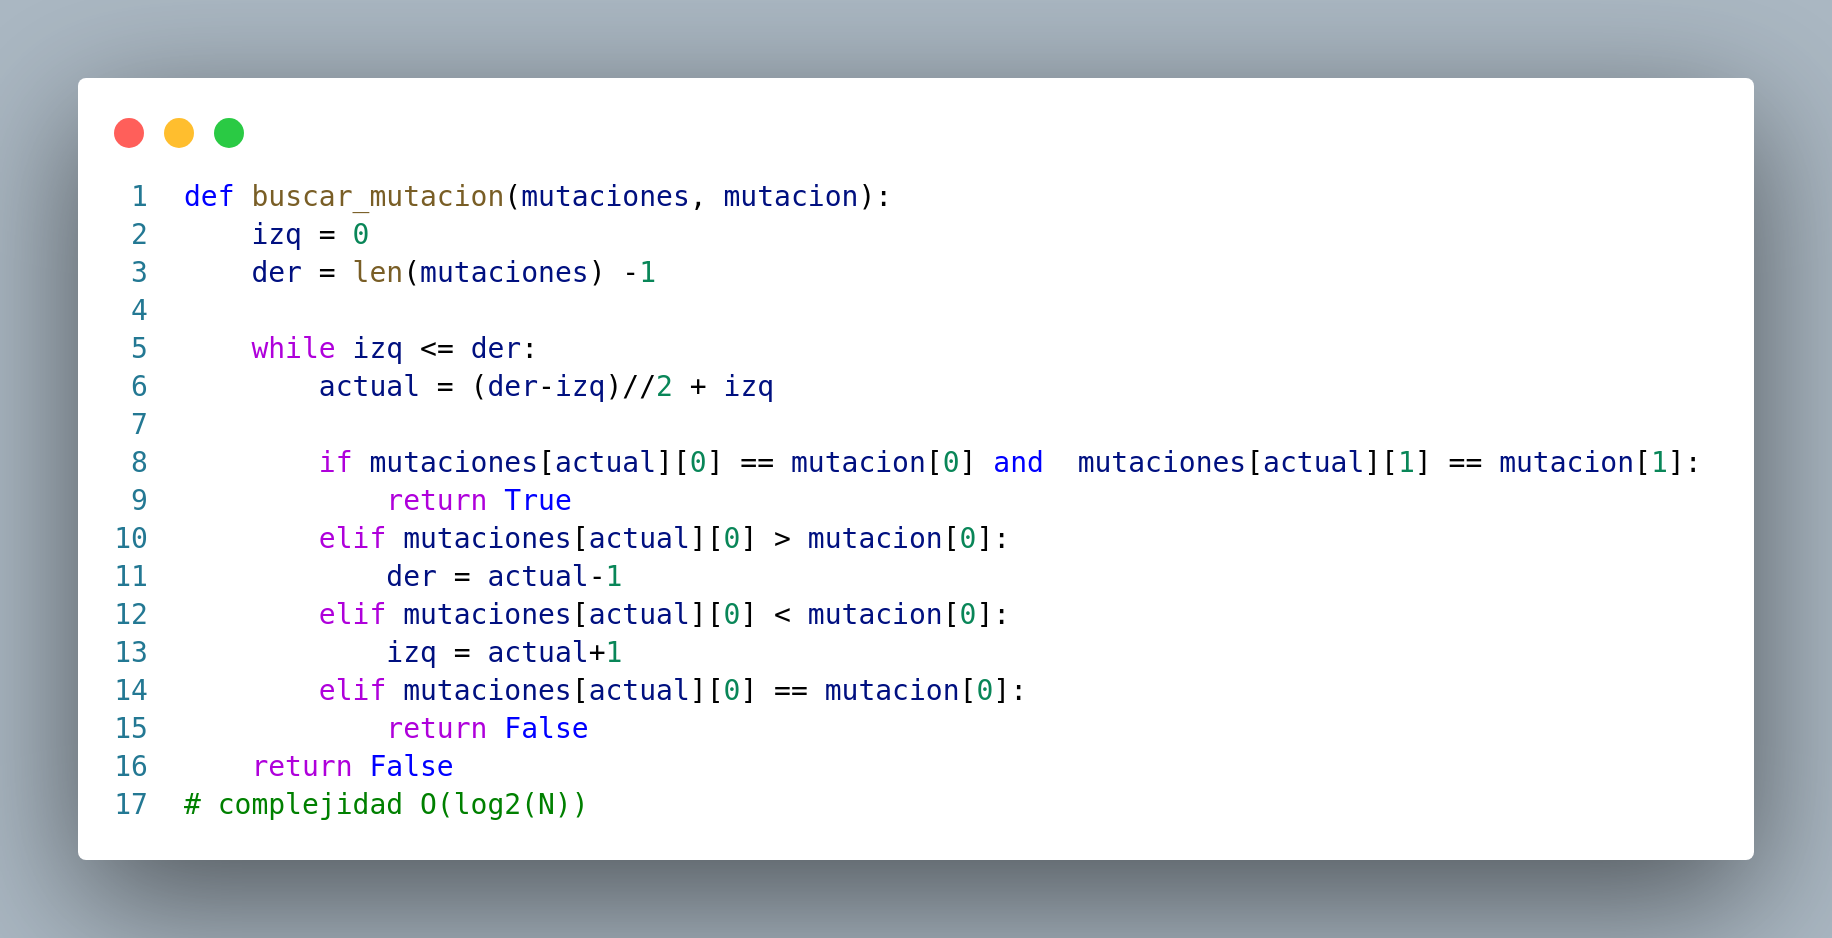 1 def buscar_mutacion(mutaciones, mutacion):
2     izq = 0
3     der = len(mutaciones) -1
4
5     while izq <= der:
6         actual = (der-izq)//2 + izq
7
8         if mutaciones[actual][0] == mutacion[0] and  mutaciones[actual][1] == mutacion[1]:
9             return True
10         elif mutaciones[actual][0] > mutacion[0]:
11             der = actual-1
12         elif mutaciones[actual][0] < mutacion[0]:
13             izq = actual+1
14         elif mutaciones[actual][0] == mutacion[0]:
15             return False
16     return False
17 # complejidad O(log2(N))